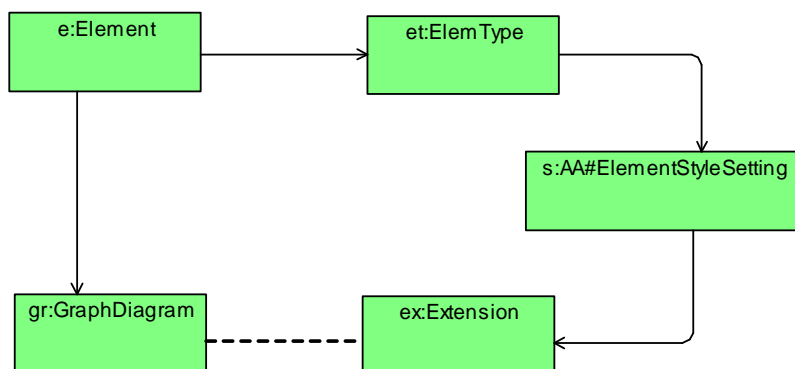 e:Element
et:ElemType
s:AA#ElementStyleSetting
gr:GraphDiagram
ex:Extension